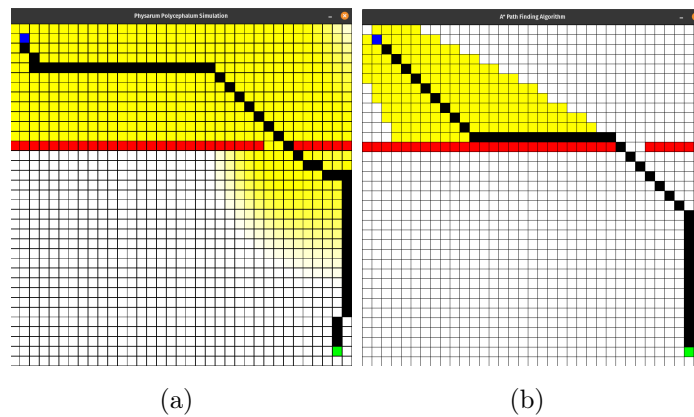 Physarum Polycephalum Simulation
A* Path Finding Algorithm
(a)
(b)